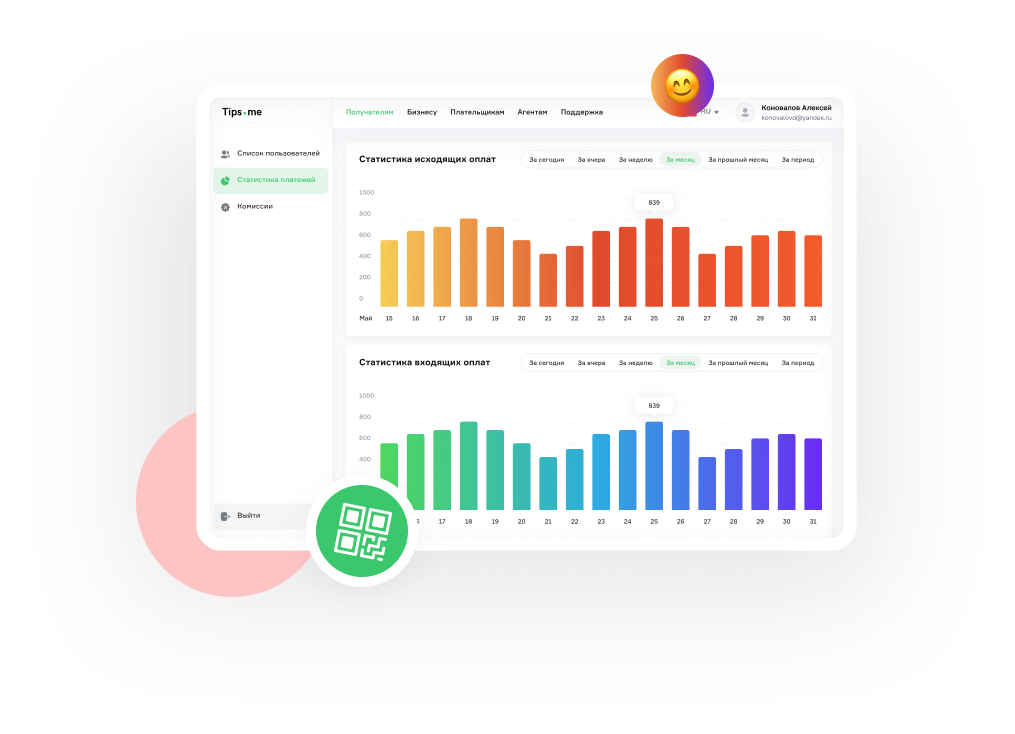 Tips.me
Получателям Бизнесу Плательщикам Агентам Поддержка
RU
Коновалов Алексей
konovalovd@yandex.ru
Список пользователей
Статистика платежей
Комиссии
Выйти
Статистика исходящих оплат
За сегодня За вчера За неделю За месяц За прошлый месяц За период
1000
800
600
400
200
0
839
Май 15 16 17 18 19 20 21 22 23 24 25 26 27 28 29 30 31
Статистика входящих оплат
За сегодня За вчера За неделю За месяц За прошлый месяц За период
1000
800
600
400
839
17 18 19 20 21 22 23 24 25 26 27 28 29 30 31